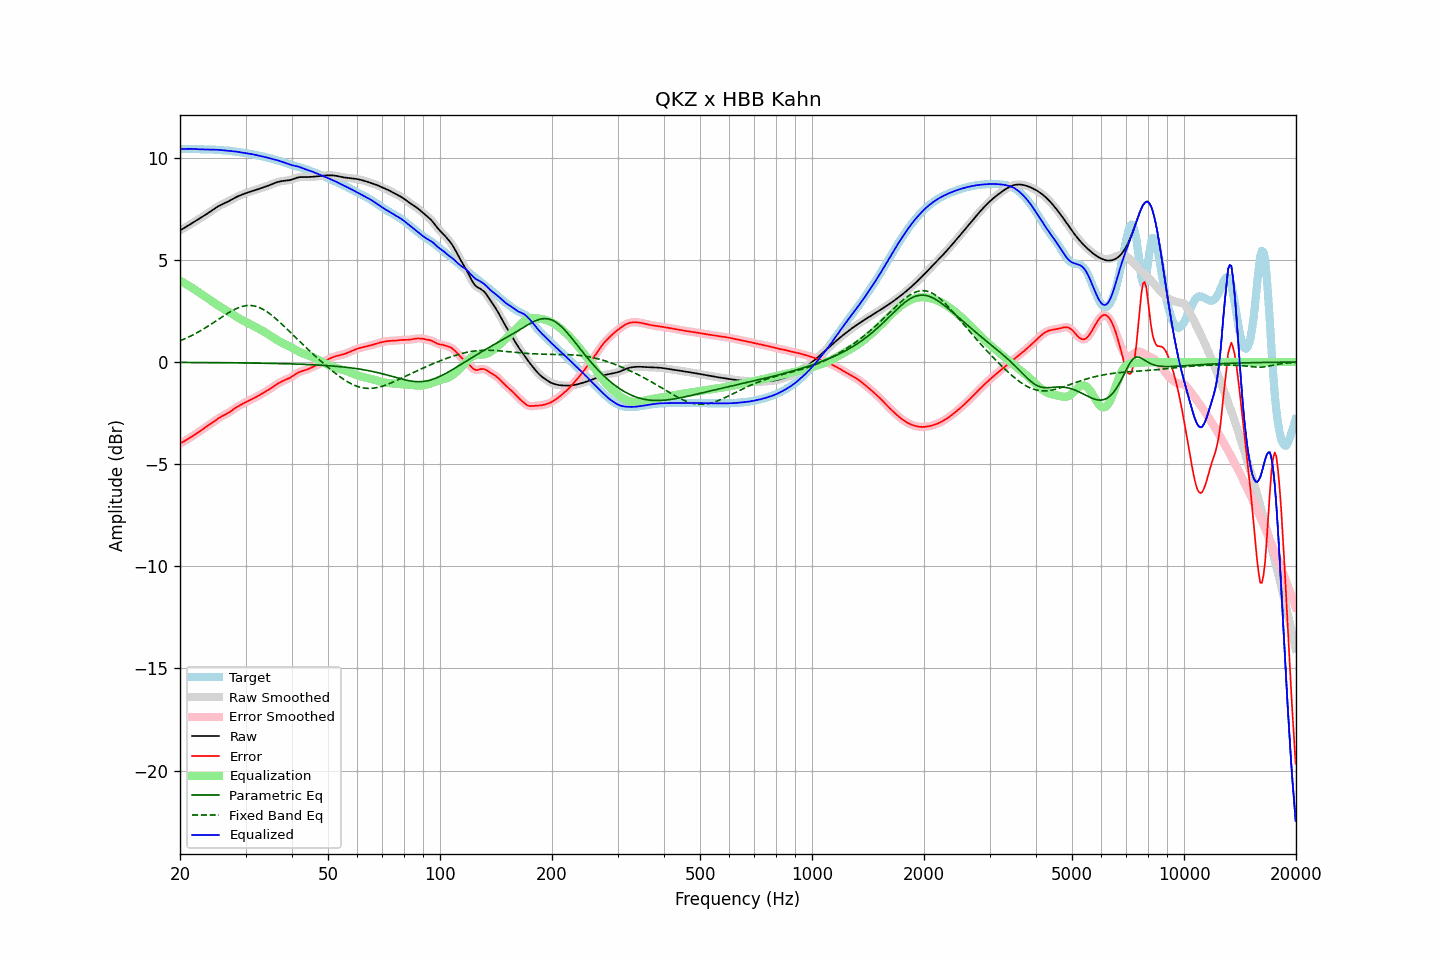 QKZ x HBB Kahn
Amplitude (dBr)
10
5
0
−5
−10
−15
−20
Target
Raw Smoothed
Error Smoothed
Raw
Error
Equalization
Parametric Eq
Fixed Band Eq
Equalized
20 50 100 200 500 1000 2000 5000 10000 20000
Frequency (Hz)